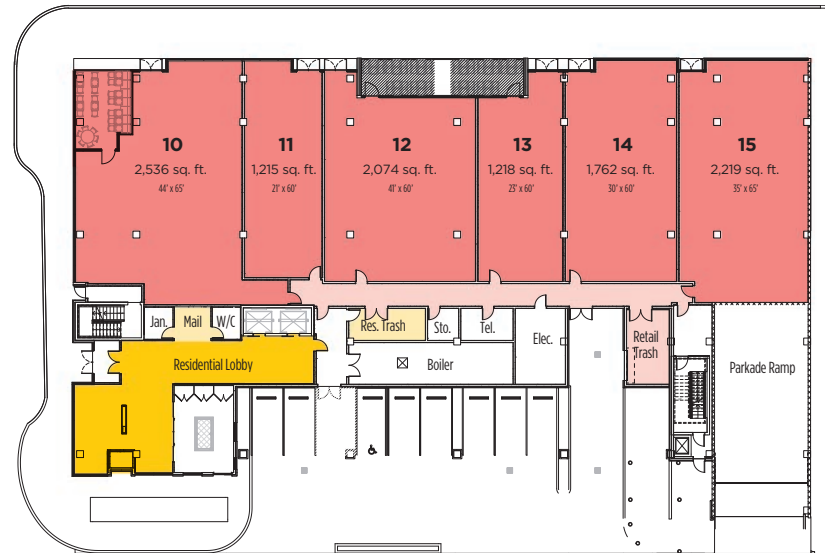 10
2,536 sq. ft.
44' x 65'
11
1,215 sq. ft.
21' x 60'
12
2,074 sq. ft.
41' x 60'
13
1,218 sq. ft.
23' x 60'
14
1,762 sq. ft.
30' x 60'
15
2,219 sq. ft.
35' x 65'
Jan.
Mail
W/C
Res. Trash
Sto.
Tel.
Elec.
Retail
Trash
Residential Lobby
Boiler
Parkade Ramp